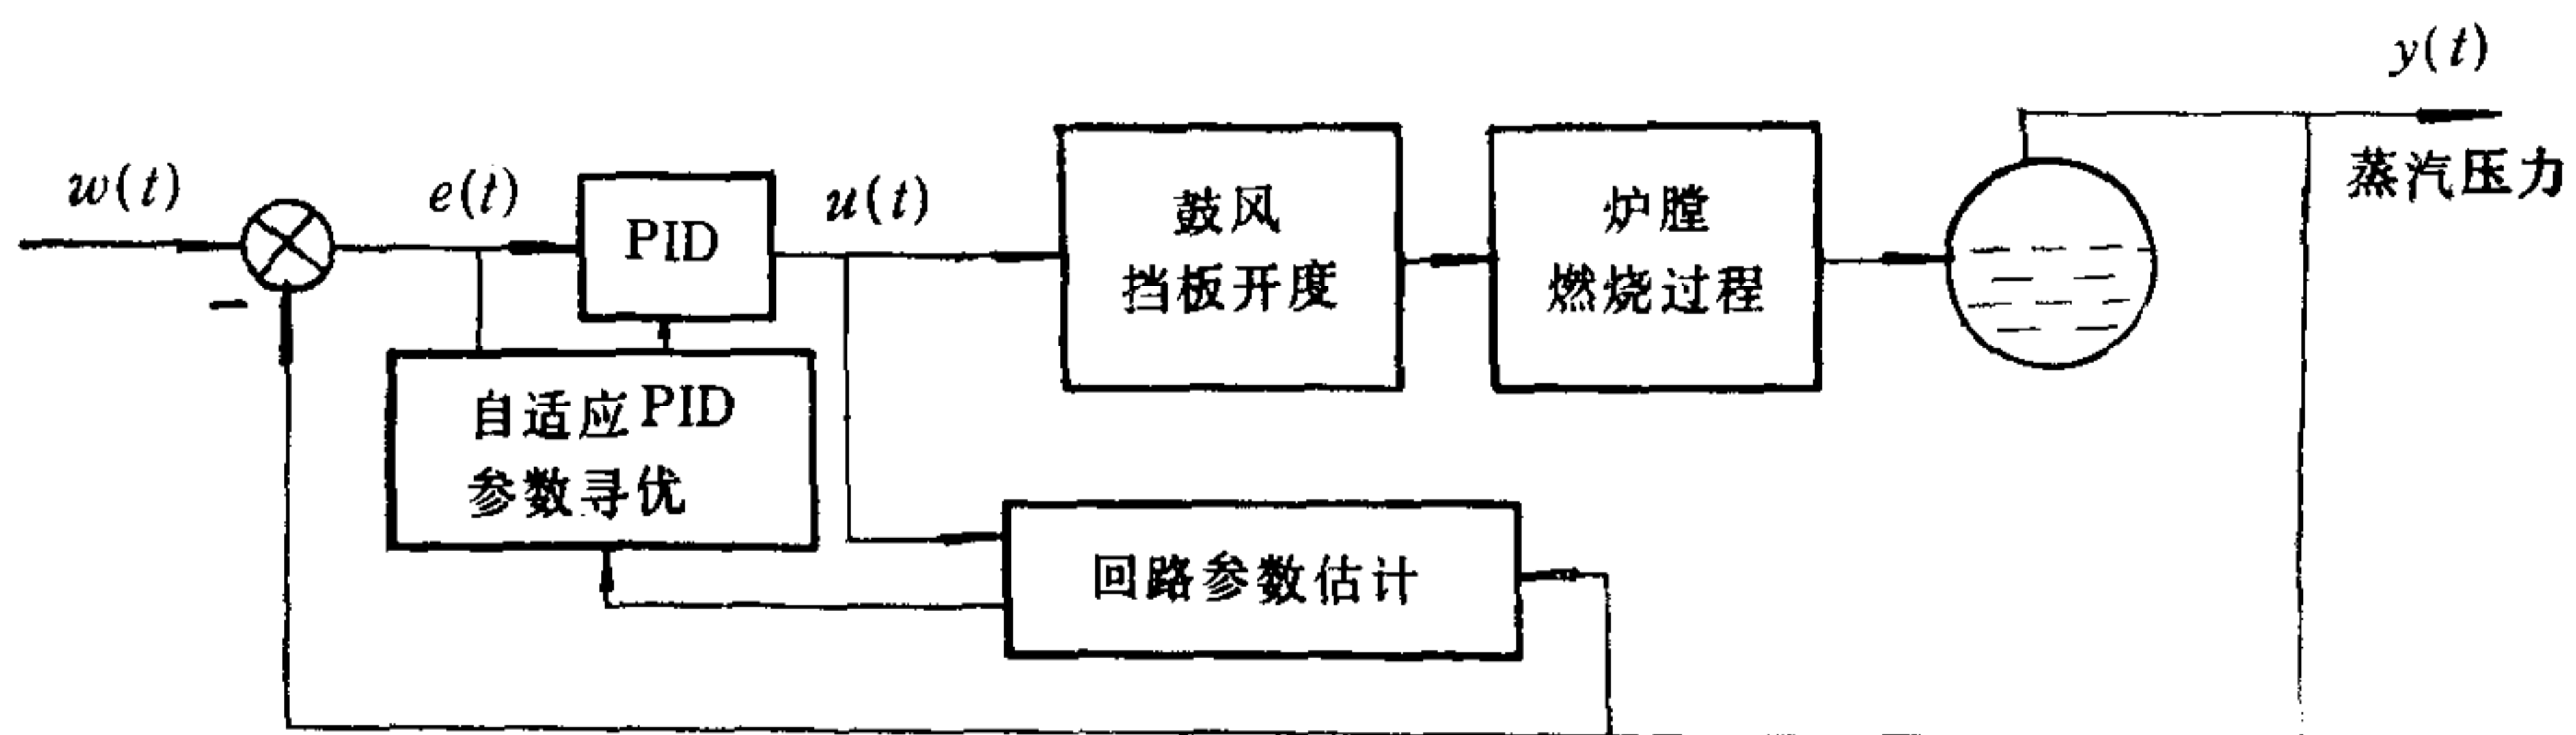 y(t)
蒸汽压力
w(t)
e(t)
PID
u(t)
鼓风
挡板开度
炉膛
燃烧过程
自适应PID
参数寻优
回路参数估计
−